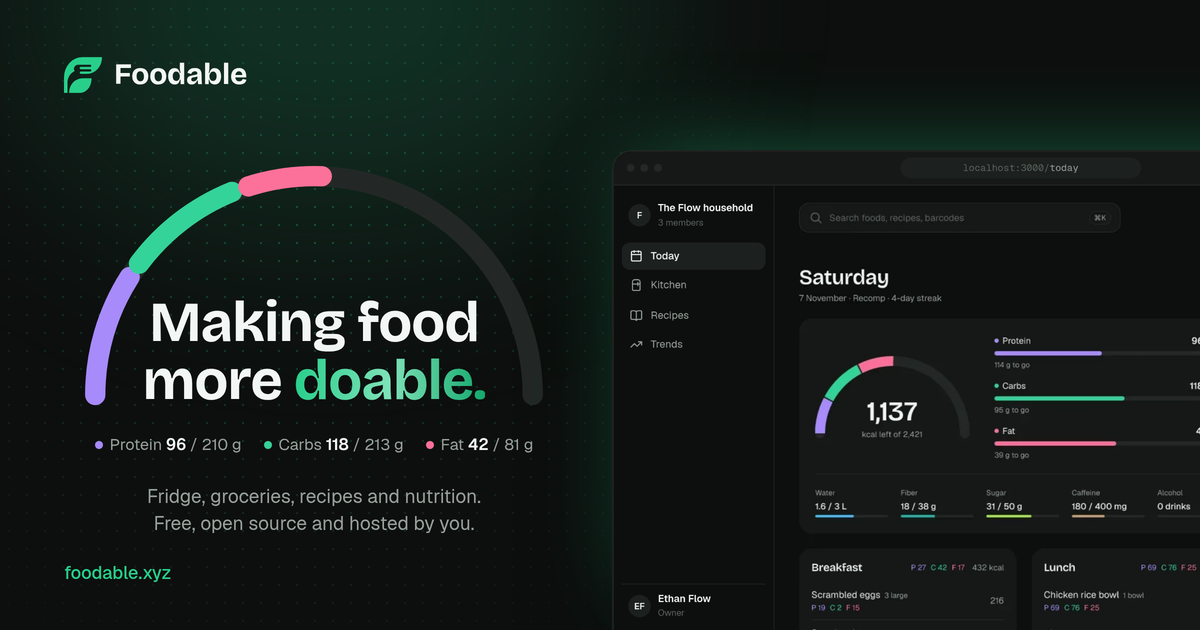 Foodable
Making food
more doable.
Protein 96 / 210 g Carbs 118 / 213 g Fat 42 / 81 g
Fridge, groceries, recipes and nutrition.
Free, open source and hosted by you.
foodable.xyz
localhost:3000/today
F
The Flow household
3 members
Today
Kitchen
Recipes
Trends
EF
Ethan Flow
Owner
Search foods, recipes, barcodes ⌘K
Saturday
7 November · Recomp · 4-day streak
1,137
kcal left of 2,421
Protein 96
114 g to go
Carbs 118
95 g to go
Fat 4
39 g to go
Water Fiber Sugar Caffeine Alcohol
1.6 / 3 L 18 / 38 g 31 / 50 g 180 / 400 mg 0 drinks
Breakfast P 27 C 42 F 17 432 kcal
Scrambled eggs 3 large 216
P 19 C 2 F 15
Lunch P 69 C 76 F 25
Chicken rice bowl 1 bowl
P 69 C 76 F 25